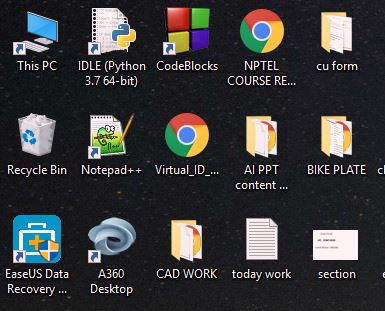 This PC
IDLE (Python
3.7 64-bit)
CodeBlocks
NPTEL
COURSE RE...
cu form
Recycle Bin
Notepad++
Virtual_ID_...
AI PPT
content ...
BIKE PLATE
EaseUS Data
Recovery ...
A360
Desktop
CAD WORK
today work
section